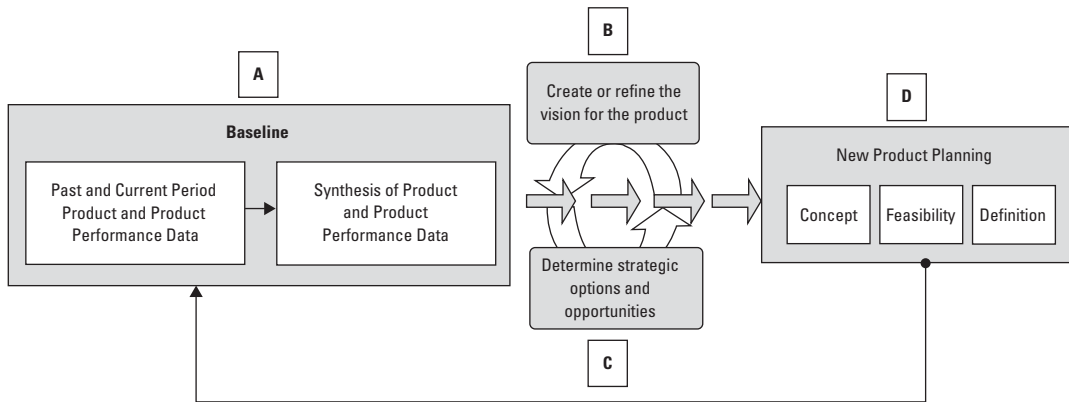 A
Baseline
Past and Current Period
Product and Product
Performance Data
Synthesis of Product
and Product
Performance Data
B
Create or refine the
vision for the product
Determine strategic
options and
opportunities
C
D
New Product Planning
Concept
Feasibility
Definition